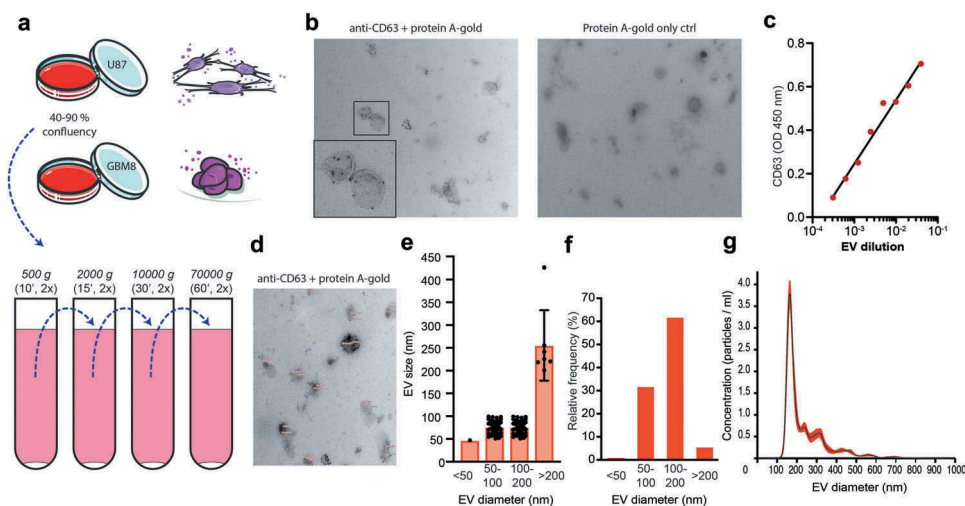 a
U87
40-90 %
confluency
GBM8
500 g
(10’, 2x)
2000 g
(15’, 2x)
10000 g
(30’, 2x)
70000 g
(60’, 2x)
b
anti-CD63 + protein A-gold
Protein A-gold only ctrl
c
CD63 (OD 450 nm)
0.8
0.6
0.4
0.2
0.0
10-4
10-3
10-2
10-1
EV dilution
d
anti-CD63 + protein A-gold
e
EV size (nm)
450
400
350
300
250
200
150
100
50
0
<50
50-
100
100-
200
>200
EV diameter (nm)
f
Relative frequency (%)
70
60
50
40
30
20
10
0
<50
50-
100
100-
200
>200
EV diameter (nm)
g
Concentration (particles / ml)
4.0
3.5
3.0
2.5
2.0
1.5
1.0
0.5
0
0 100 200 300 400 500 600 700 800 900 1000
EV diameter (nm)